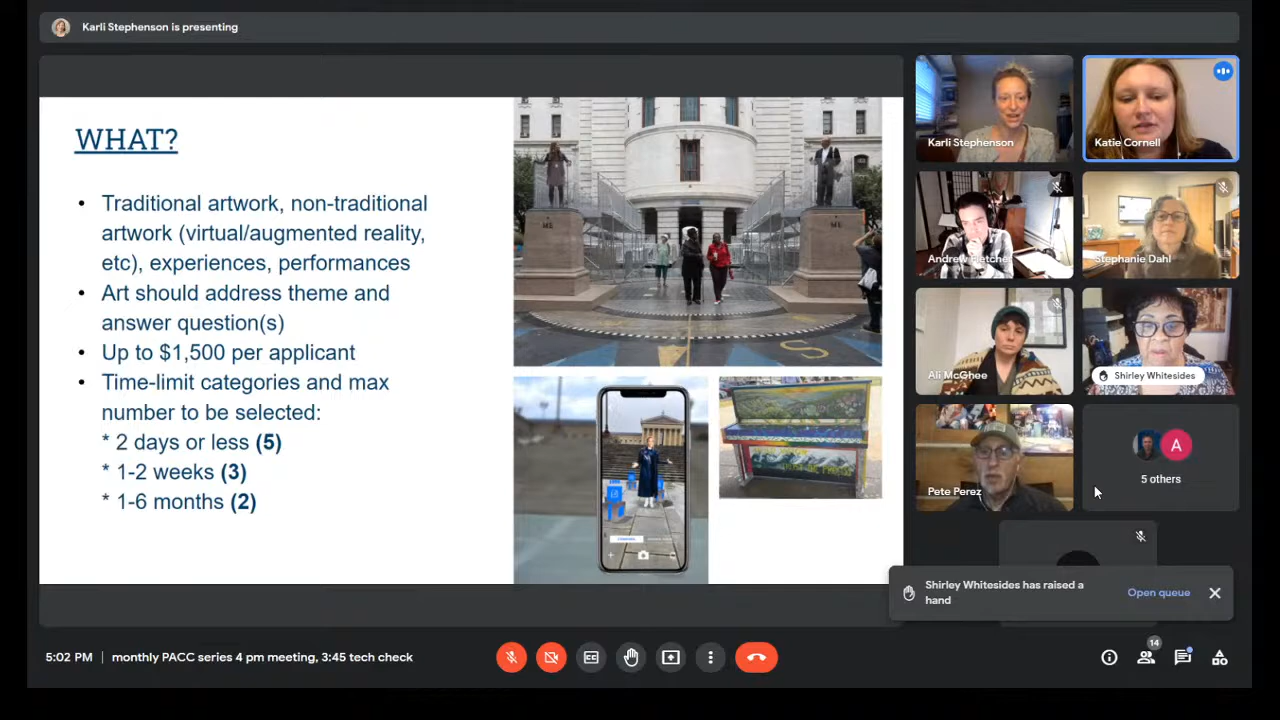 Karli Stephenson is presenting
WHAT?
• Traditional artwork, non-traditional
artwork (virtual/augmented reality,
etc), experiences, performances
• Art should address theme and
answer question(s)
• Up to $1,500 per applicant
• Time-limit categories and max
number to be selected:
* 2 days or less (5)
* 1-2 weeks (3)
* 1-6 months (2)
ME
S
Karli Stephenson
Katie Cornell
Andrew Fletcher
Stephanie Dahl
Ali McGhee
Shirley Whitesides
Pete Perez
A
5 others
Shirley Whitesides has raised a
hand
Open queue
5:02 PM | monthly PACC series 4 pm meeting, 3:45 tech check
14